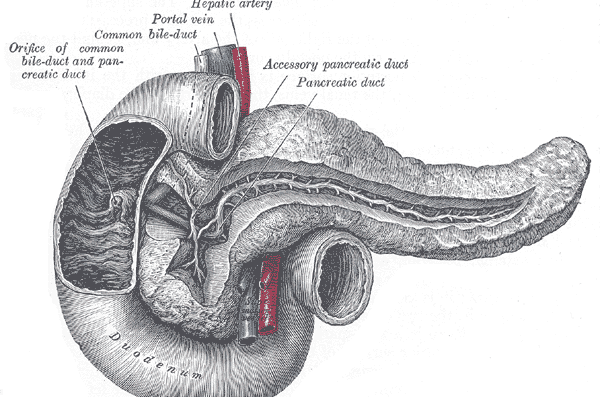 Hepatic artery
Portal vein
Common bile-duct
Orifice of common
bile-duct and pan-
creatic duct
Accessory pancreatic duct
Pancreatic duct
Duodenum